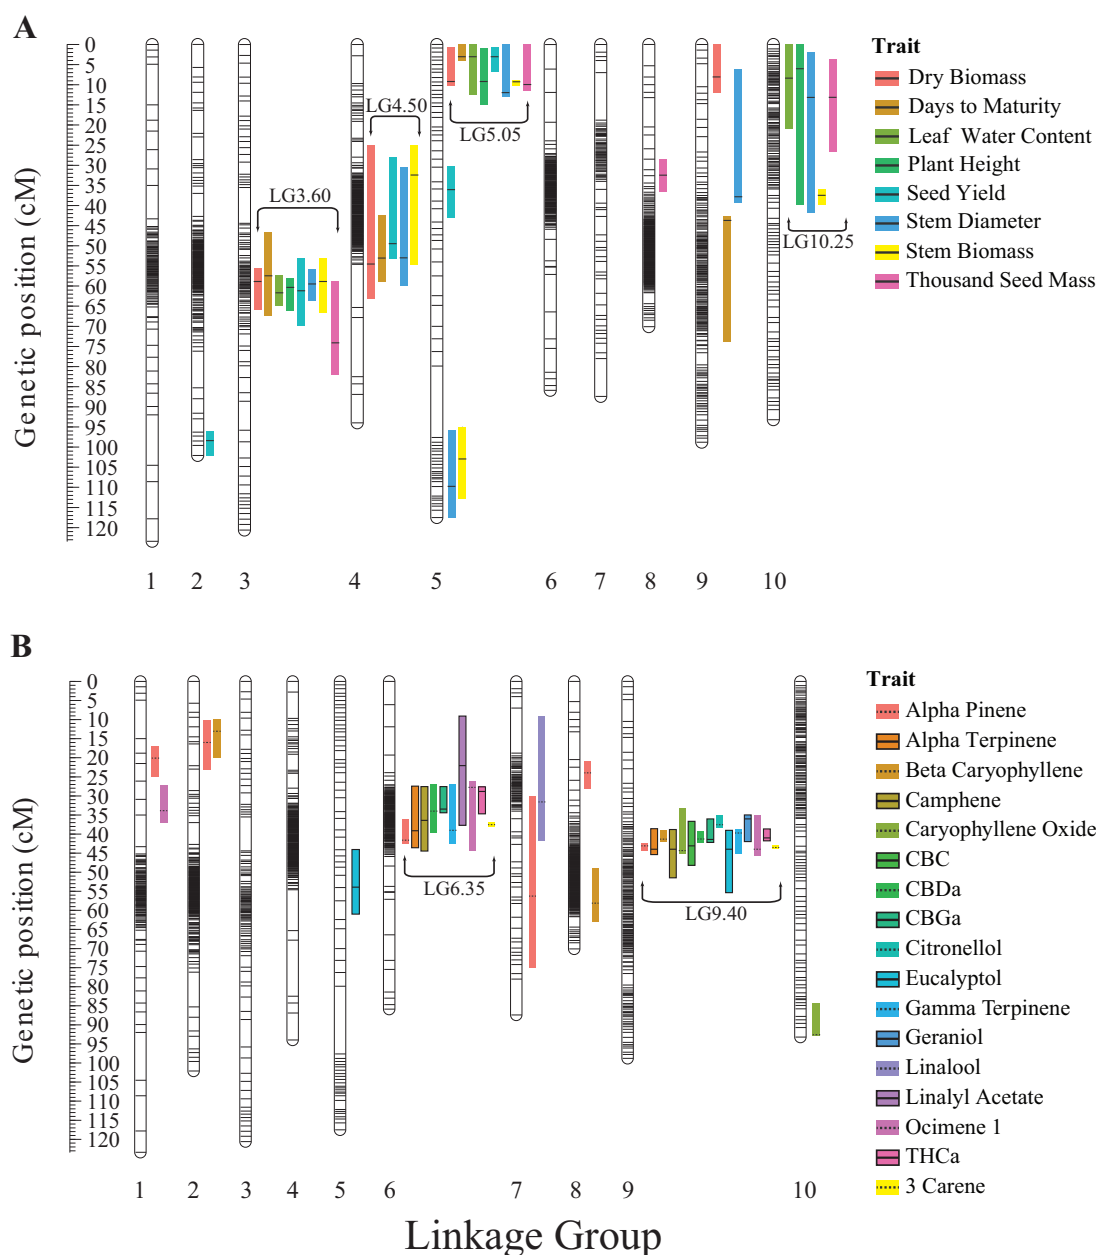 A
Genetic position (cM)
0
5
10
15
20
25
30
35
40
45
50
55
60
65
70
75
80
85
90
95
100
105
110
115
120
LG3.60
LG4.50
LG5.05
LG10.25
1 2 3 4 5 6 7 8 9 10
Trait
Dry Biomass
Days to Maturity
Leaf Water Content
Plant Height
Seed Yield
Stem Diameter
Stem Biomass
Thousand Seed Mass
B
Genetic position (cM)
0
5
10
15
20
25
30
35
40
45
50
55
60
65
70
75
80
85
90
95
100
105
110
115
120
LG6.35
LG9.40
1 2 3 4 5 6 7 8 9 10
Linkage Group
Trait
Alpha Pinene
Alpha Terpinene
Beta Caryophyllene
Camphene
Caryophyllene Oxide
CBC
CBDa
CBGa
Citronellol
Eucalyptol
Gamma Terpinene
Geraniol
Linalool
Linalyl Acetate
Ocimene 1
THCa
3 Carene